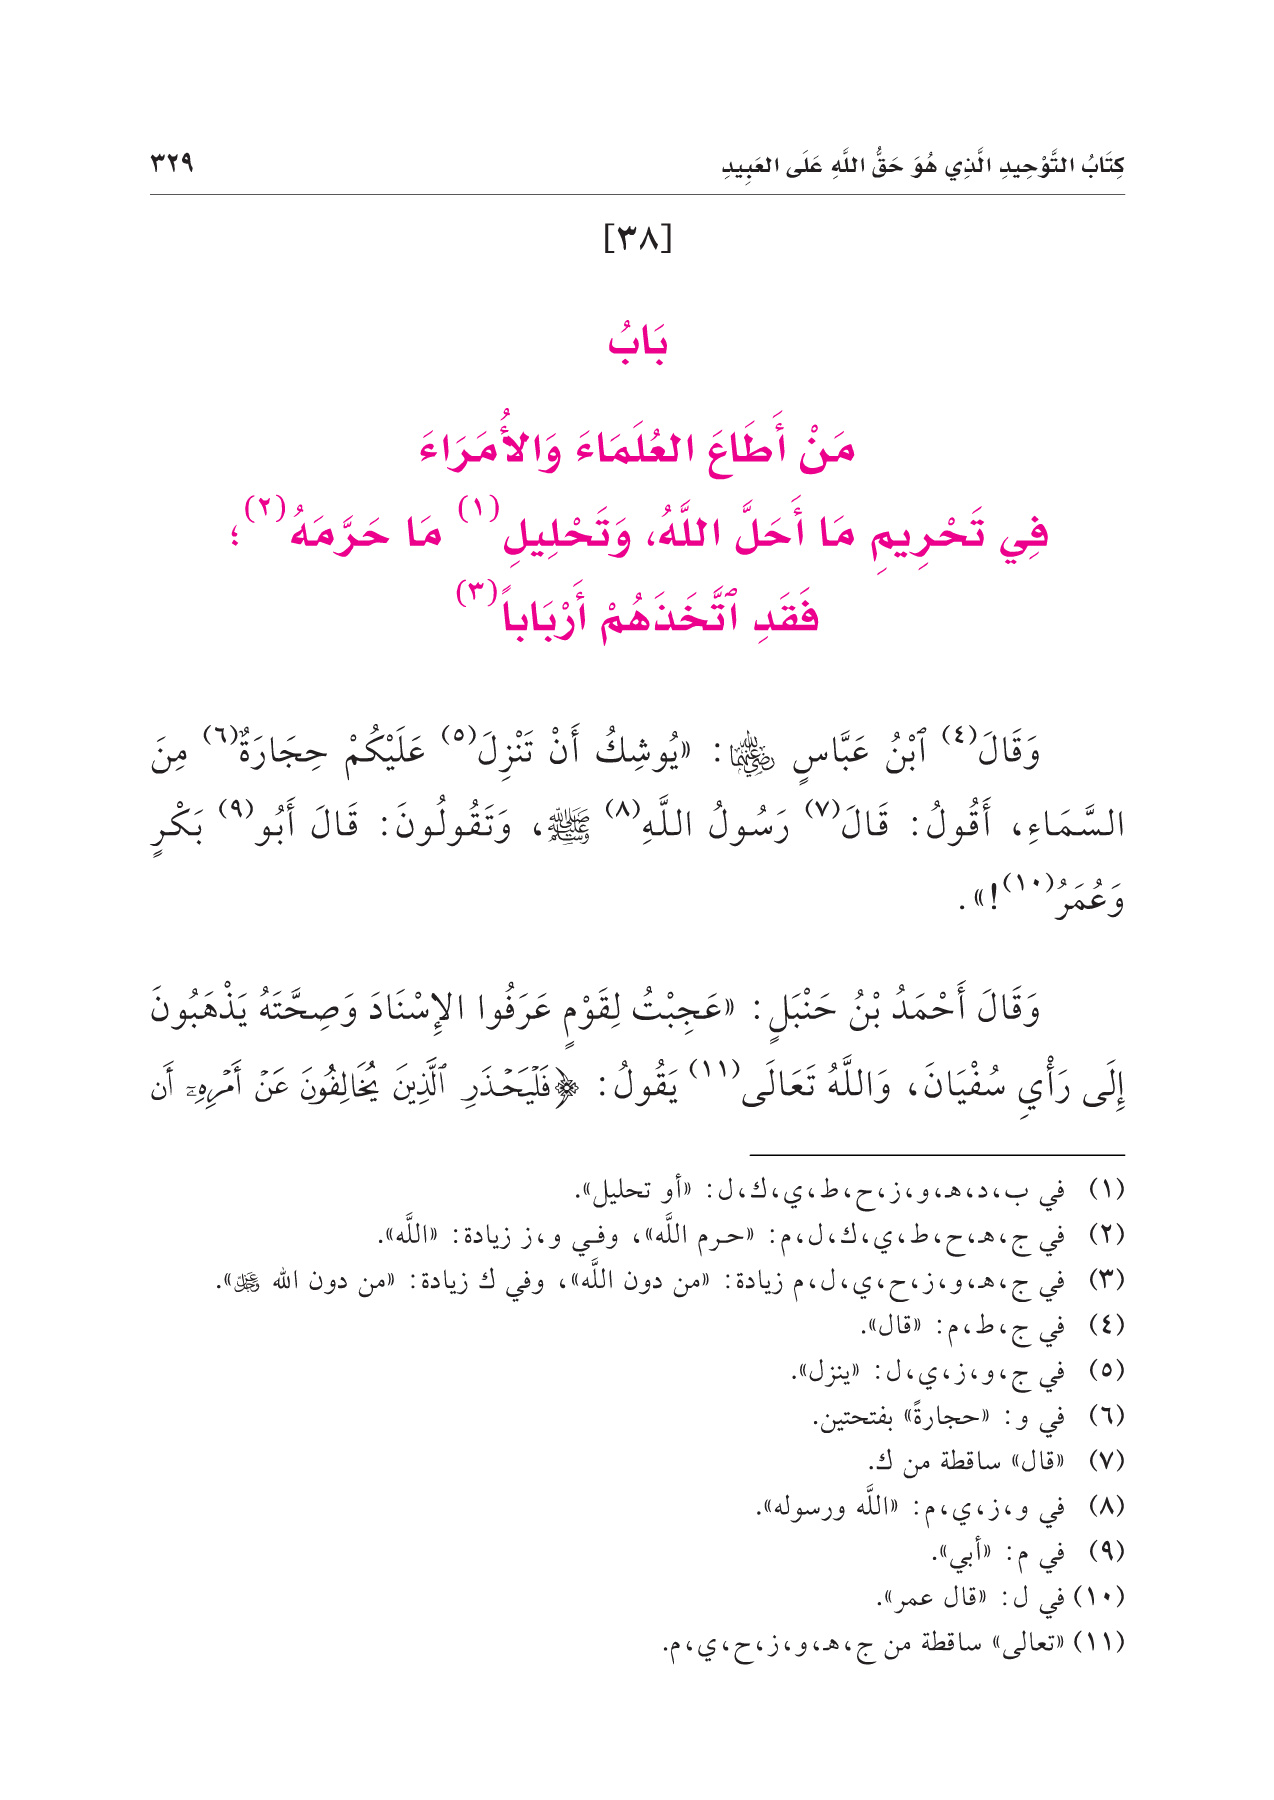 كِتَابُ التَّوْحِيدِ الَّذِي هُوَ حَقُّ اللَّهِ عَلَى العَبِيدِ ٣٢٩
[٣٨]
بَابُ
مَنْ أَطَاعَ العُلَمَاءَ وَالأُمَرَاءَ
فِي تَحْرِيمِ مَا أَحَلَّ اللَّهُ، وَتَحْلِيلِ(١) مَا حَرَّمَهُ(٢)؛
فَقَدِ ٱتَّخَذَهُمْ أَرْبَاباً(٣)
وَقَالَ(٤) ٱبْنُ عَبَّاسٍ رضي الله عنهما: «يُوشِكُ أَنْ تَنْزِلَ(٥) عَلَيْكُمْ حِجَارَةٌ(٦) مِنَ
السَّمَاءِ، أَقُولُ: قَالَ(٧) رَسُولُ اللَّهِ(٨) ﷺ، وَتَقُولُونَ: قَالَ أَبُو(٩) بَكْرٍ
وَعُمَرُ(١٠)!».
وَقَالَ أَحْمَدُ بْنُ حَنْبَلٍ: «عَجِبْتُ لِقَوْمٍ عَرَفُوا الإِسْنَادَ وَصِحَّتَهُ يَذْهَبُونَ
إِلَى رَأْيِ سُفْيَانَ، وَاللَّهُ تَعَالَى(١١) يَقُولُ: ﴿فَلْيَحْذَرِ ٱلَّذِينَ يُخَالِفُونَ عَنْ أَمْرِهِۦٓ أَن
(١) في ب، د، هـ، و، ز، ح، ط، ي، ك، ل: «أو تحليل».
(٢) في ج، هـ، ح، ط، ي، ك، ل، م: «حرم اللَّه»، وفي و، ز زيادة: «اللَّه».
(٣) في ج، هـ، و، ز، ح، ي، ل، م زيادة: «من دون اللَّه»، وفي ك زيادة: «من دون الله عز وجل».
(٤) في ج، ط، م: «قال».
(٥) في ج، و، ز، ي، ل: «ينزل».
(٦) في و: «حجارةً» بفتحتين.
(٧) «قال» ساقطة من ك.
(٨) في و، ز، ي، م: «اللَّه ورسوله».
(٩) في م: «أبي».
(١٠) في ل: «قال عمر».
(١١) «تعالى» ساقطة من ج، هـ، و، ز، ح، ي، م.